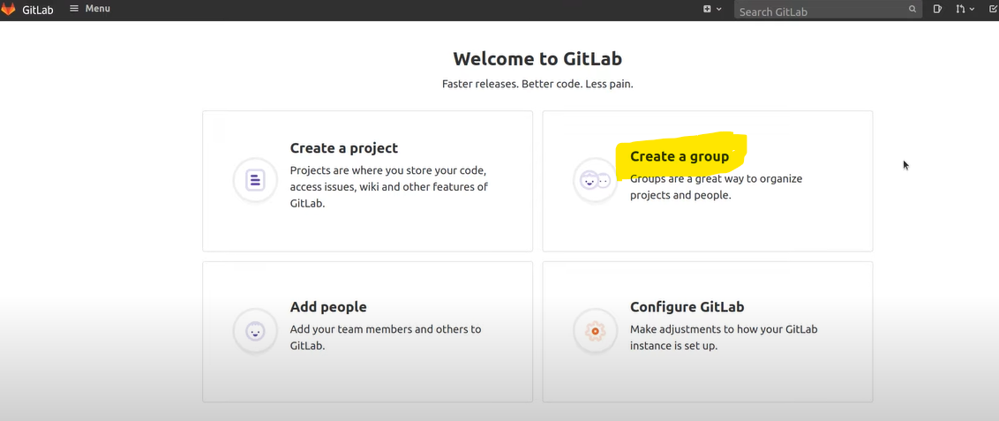 GitLab Menu Search GitLab
Welcome to GitLab
Faster releases. Better code. Less pain.
Create a project
Projects are where you store your code,
access issues, wiki and other features of
GitLab.
Create a group
Groups are a great way to organize
projects and people.
Add people
Add your team members and others to
GitLab.
Configure GitLab
Make adjustments to how your GitLab
instance is set up.